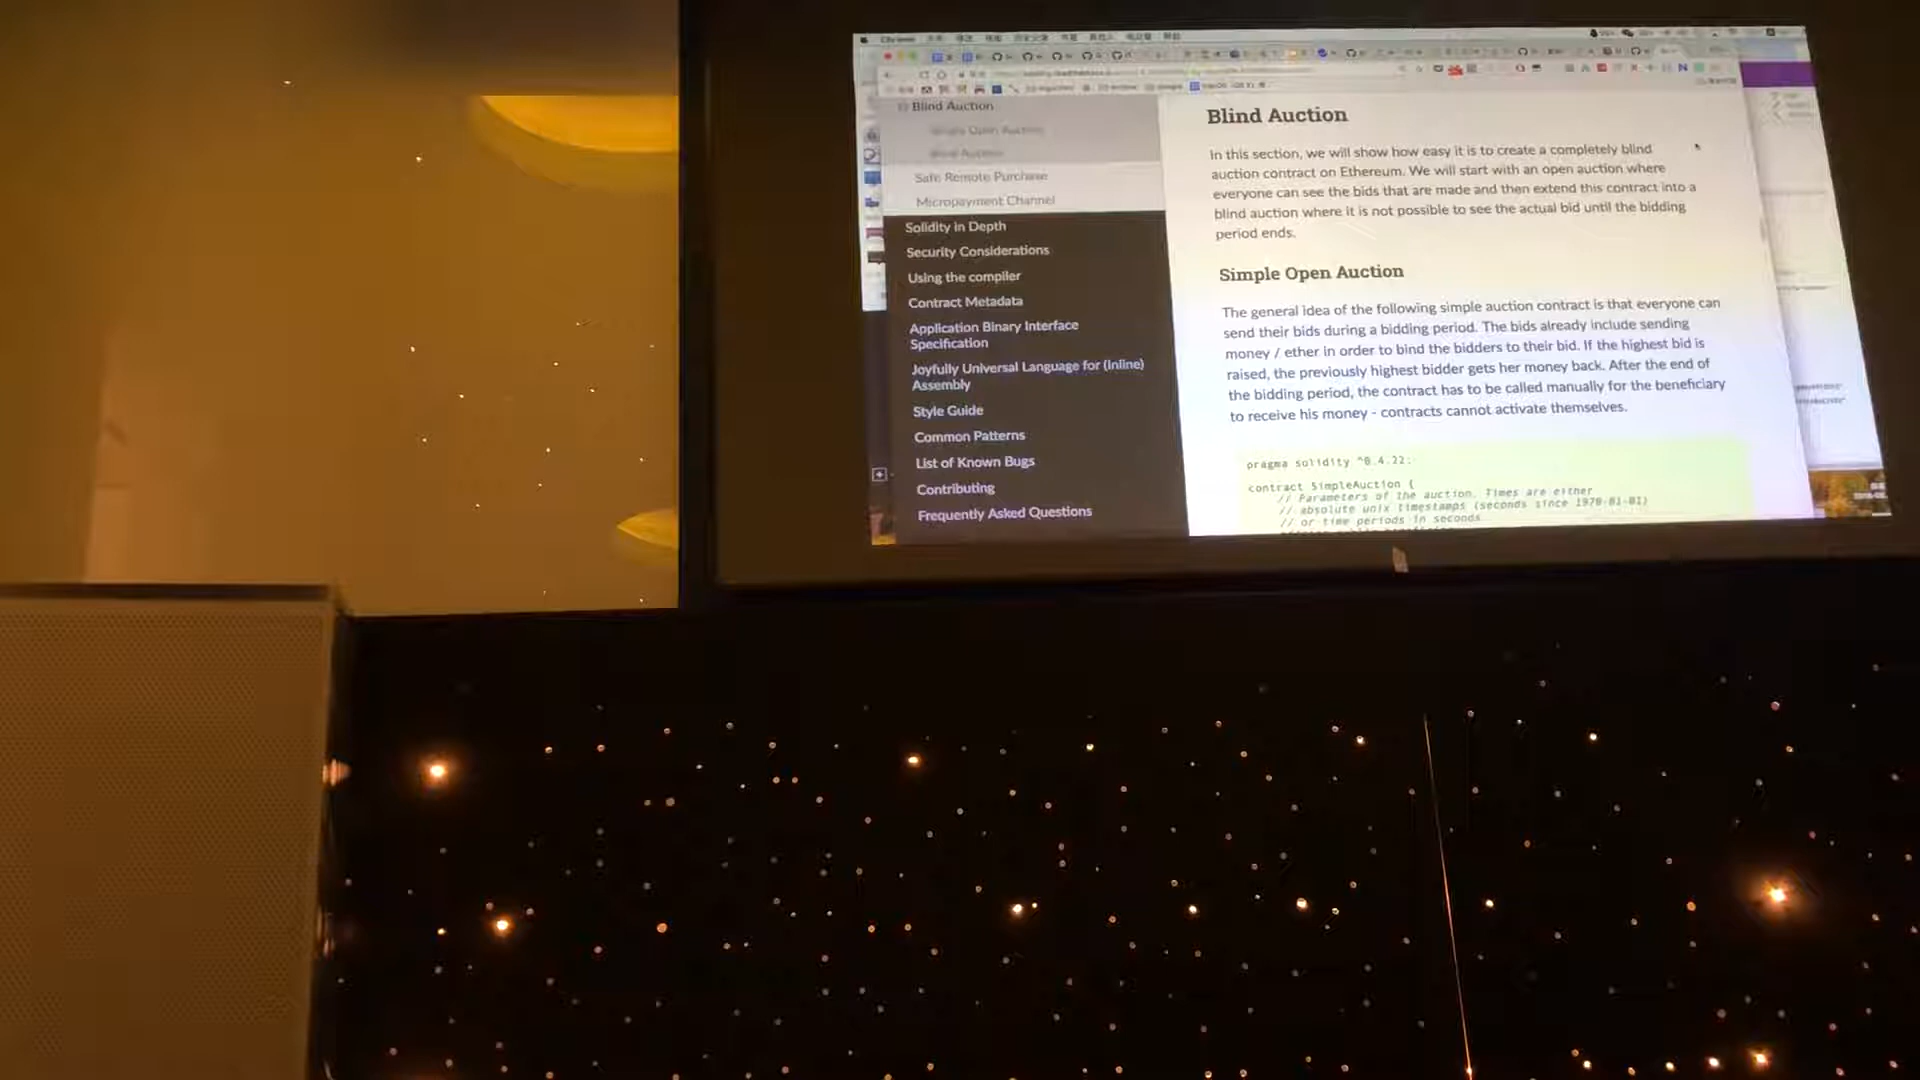 Blind Auction
Simple Open Auction
Blind Auction
Safe Remote Purchase
Micropayment Channel
Solidity in Depth
Security Considerations
Using the compiler
Contract Metadata
Application Binary Interface
Specification
Joyfully Universal Language for (Inline)
Assembly
Style Guide
Common Patterns
List of Known Bugs
Contributing
Frequently Asked Questions
Blind Auction
In this section, we will show how easy it is to create a completely blind
auction contract on Ethereum. We will start with an open auction where
everyone can see the bids that are made and then extend this contract into a
blind auction where it is not possible to see the actual bid until the bidding
period ends.
Simple Open Auction
The general idea of the following simple auction contract is that everyone can
send their bids during a bidding period. The bids already include sending
money / ether in order to bind the bidders to their bid. If the highest bid is
raised, the previously highest bidder gets her money back. After the end of
the bidding period, the contract has to be called manually for the beneficiary
to receive his money - contracts cannot activate themselves.
pragma solidity ^0.4.22;
contract SimpleAuction {
// Parameters of the auction. Times are either
// absolute unix timestamps (seconds since 1970-01-01)
// or time periods in seconds.